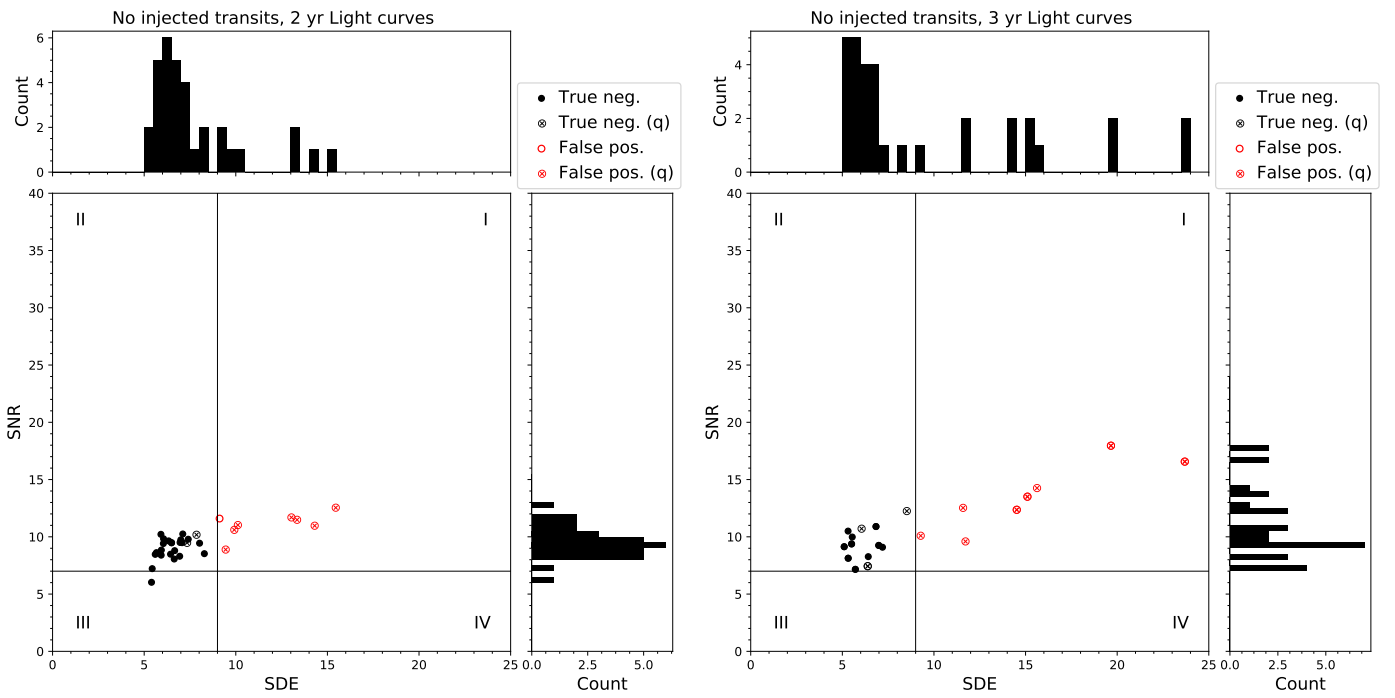 No injected transits, 2 yr Light curves
Count
6
4
2
0
True neg.
True neg. (q)
False pos.
False pos. (q)
40
35
30
25
20
15
10
5
0
SNR
II
I
III
IV
0
5
10
15
20
25
SDE
0.0
2.5
5.0
Count
No injected transits, 3 yr Light curves
Count
4
2
0
True neg.
True neg. (q)
False pos.
False pos. (q)
40
35
30
25
20
15
10
5
0
SNR
II
I
III
IV
0
5
10
15
20
25
SDE
0.0
2.5
5.0
Count